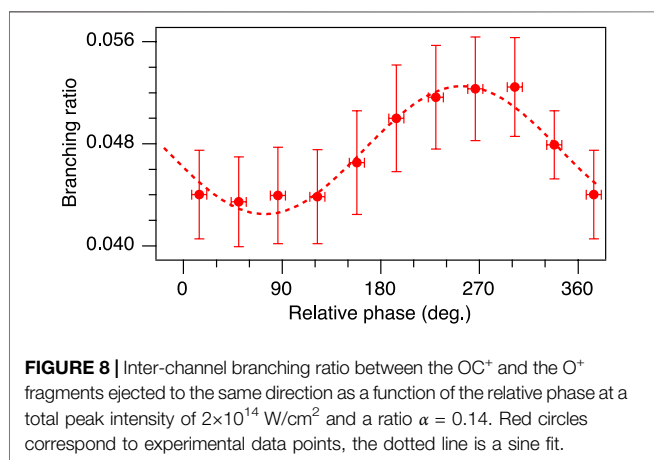 0.056
0.048
0.040
Branching ratio
0 90 180 270 360
Relative phase (deg.)
FIGURE 8 | Inter-channel branching ratio between the OC⁺ and the O⁺
fragments ejected to the same direction as a function of the relative phase at a
total peak intensity of 2×10¹⁴ W/cm² and a ratio α = 0.14. Red circles
correspond to experimental data points, the dotted line is a sine fit.